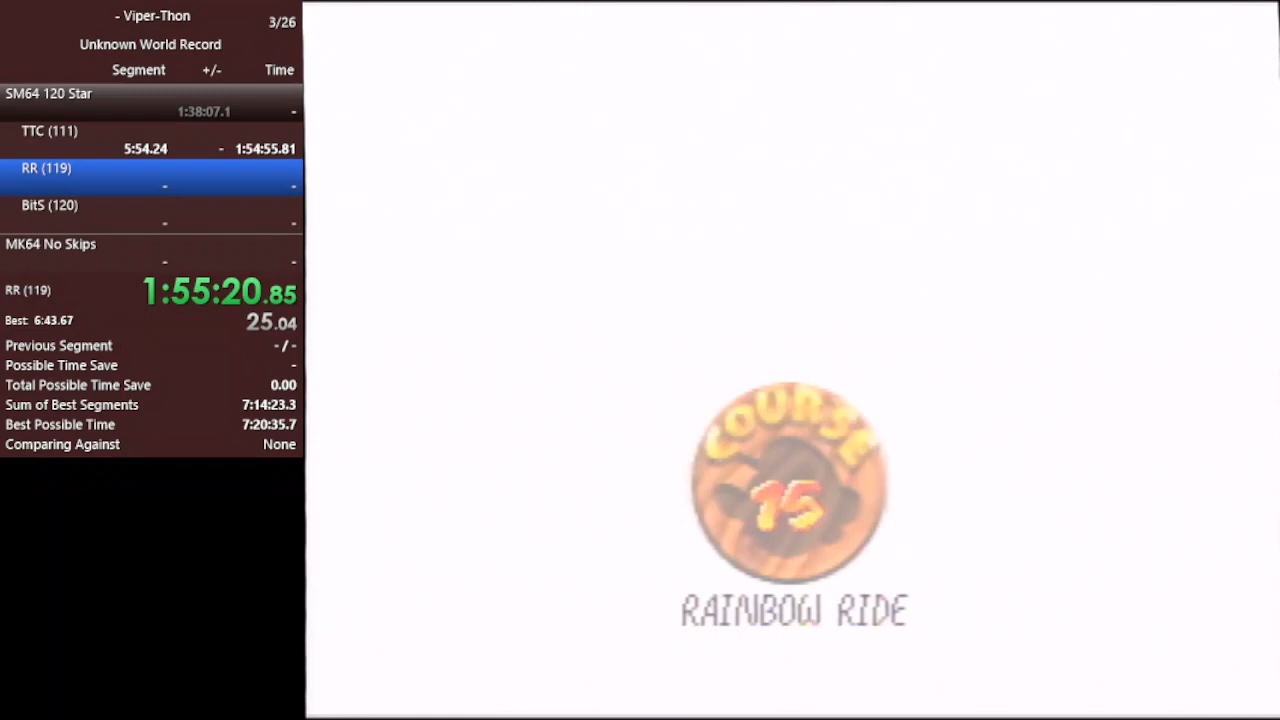 - Viper-Thon
3/26
Unknown World Record
Segment +/- Time
SM64 120 Star
1:38:07.1 -
TTC (111)
5:54.24 - 1:54:55.81
RR (119)
- -
BitS (120)
- -
MK64 No Skips
- -
RR (119) 1:55:20.85
Best: 6:43.67 25.04
Previous Segment - / -
Possible Time Save -
Total Possible Time Save 0.00
Sum of Best Segments 7:14:23.3
Best Possible Time 7:20:35.7
Comparing Against None
COURSE
15
RAINBOW RIDE